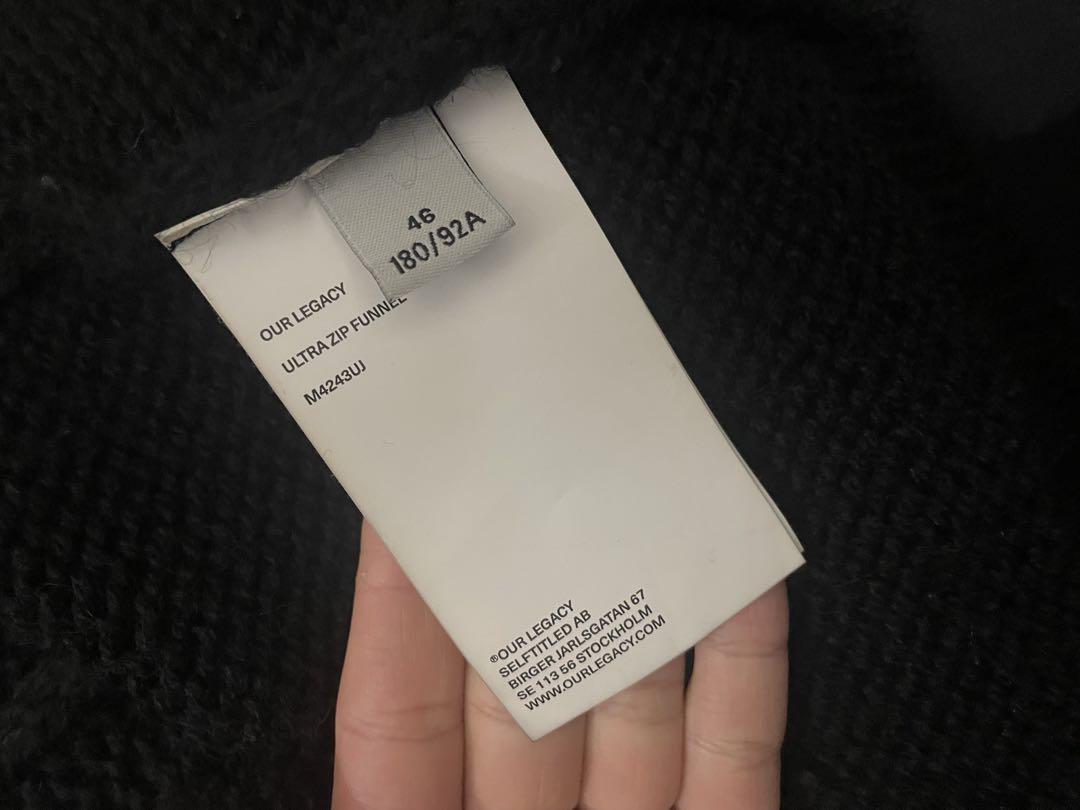 46
180/92A
OUR LEGACY
ULTRA ZIP FUNNEL
M4243UJ
®OUR LEGACY
SELFTITLED AB
BIRGER JARLSGATAN 67
SE 113 56 STOCKHOLM
WWW.OURLEGACY.COM